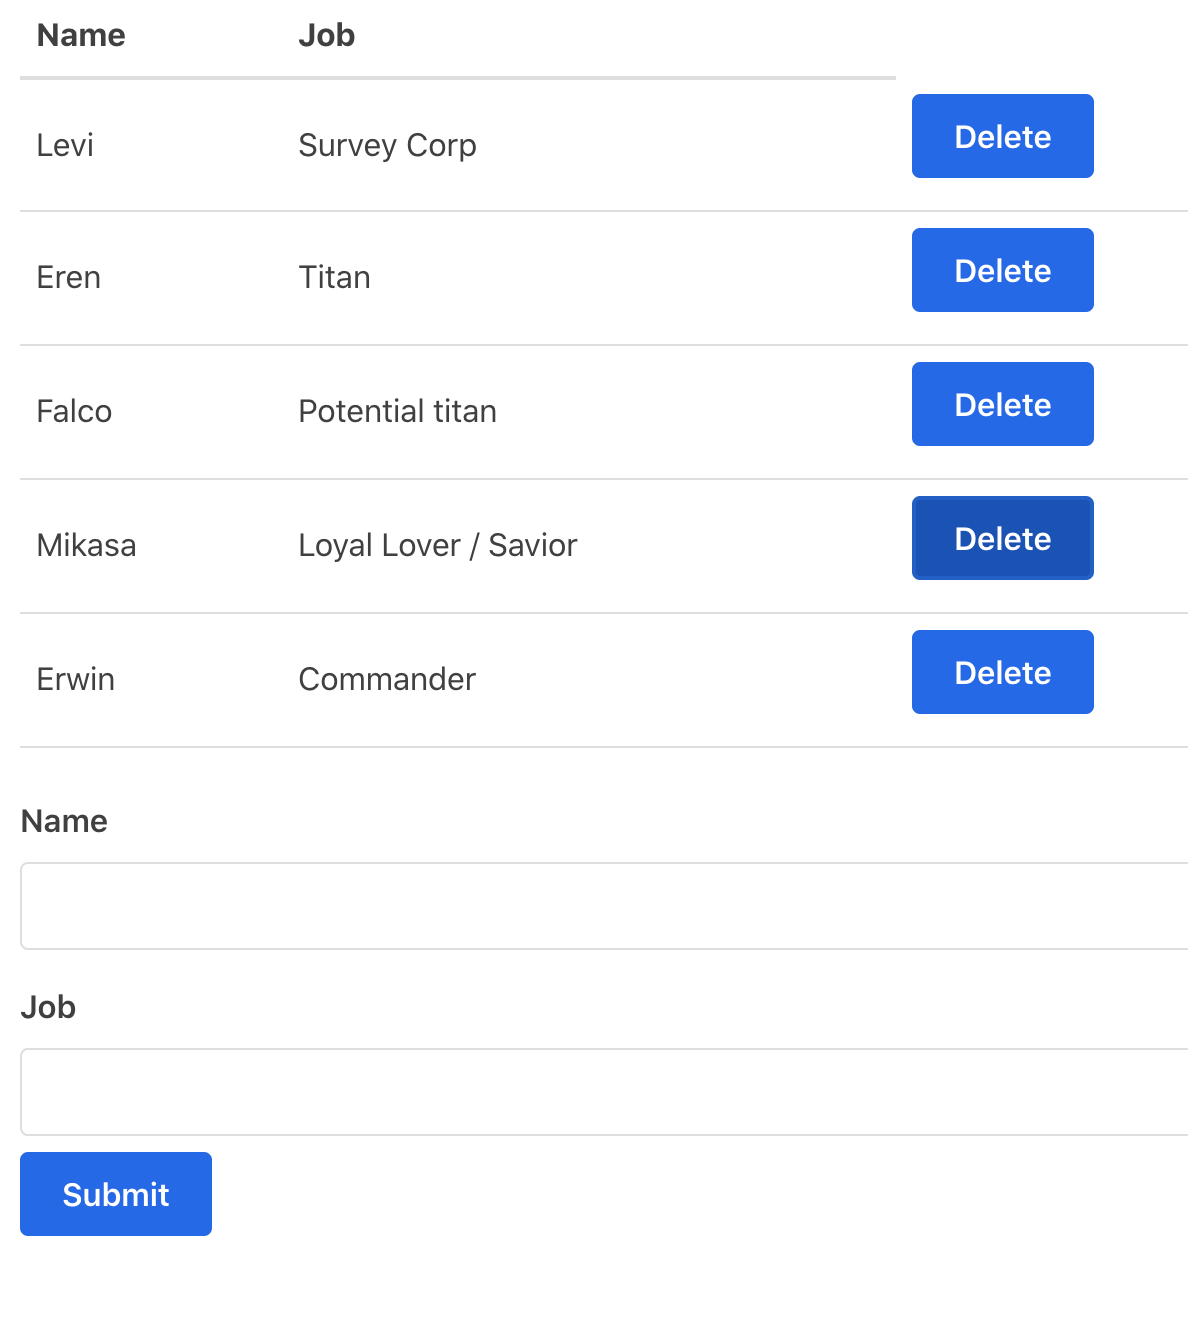 Name Job
Levi Survey Corp Delete
Eren Titan Delete
Falco Potential titan Delete
Mikasa Loyal Lover / Savior Delete
Erwin Commander Delete
Name
Job
Submit